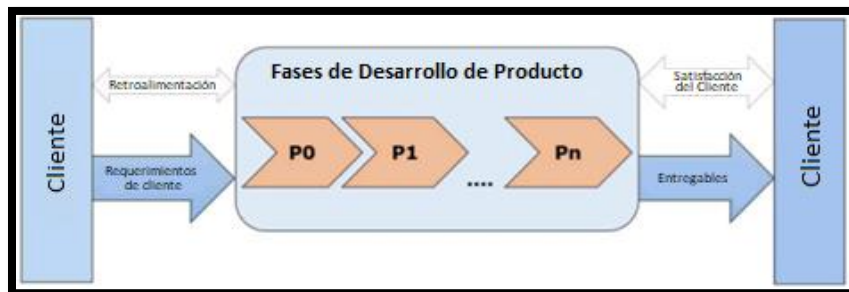 Cliente
Retroalimentación
Requerimientos
de cliente
Fases de Desarrollo de Producto
P0
P1
....
Pn
Satisfacción
del Cliente
Entregables
Cliente